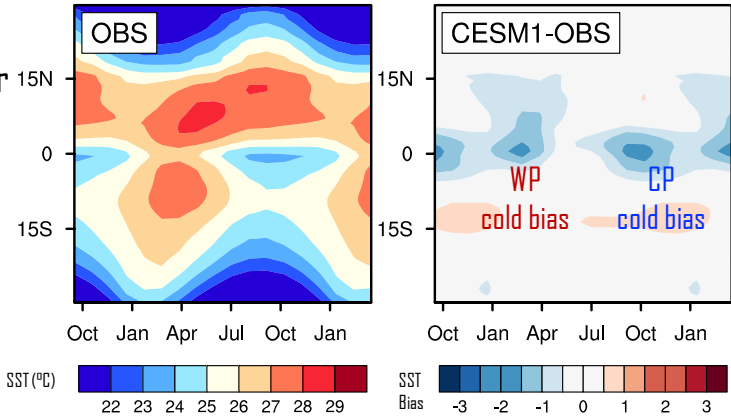 OBS
CESM1-OBS
15N
15N
0
0
WP
cold bias
CP
cold bias
15S
15S
Oct Jan Apr Jul Oct Jan
Oct Jan Apr Jul Oct Jan
SST (ºC)
22 23 24 25 26 27 28 29
SST
Bias
-3 -2 -1 0 1 2 3